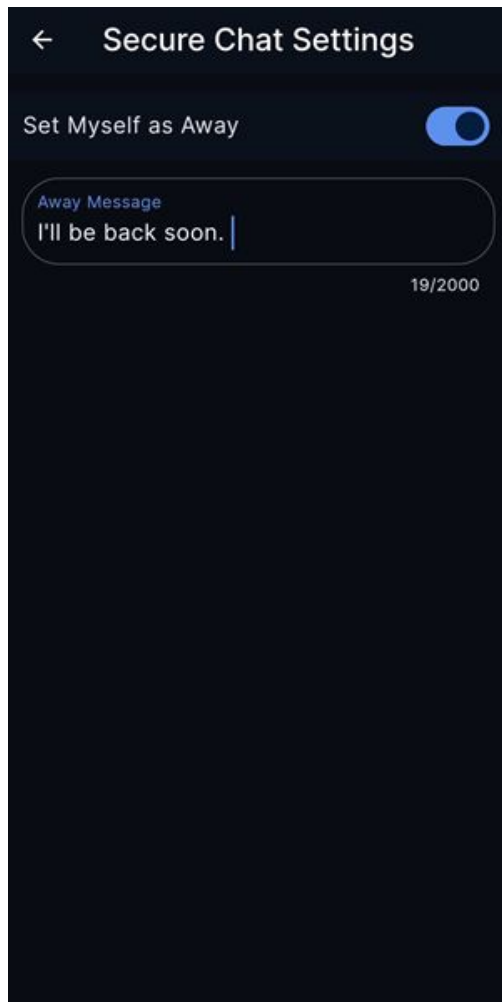 Secure Chat Settings
Set Myself as Away
Away Message
I'll be back soon.
19/2000